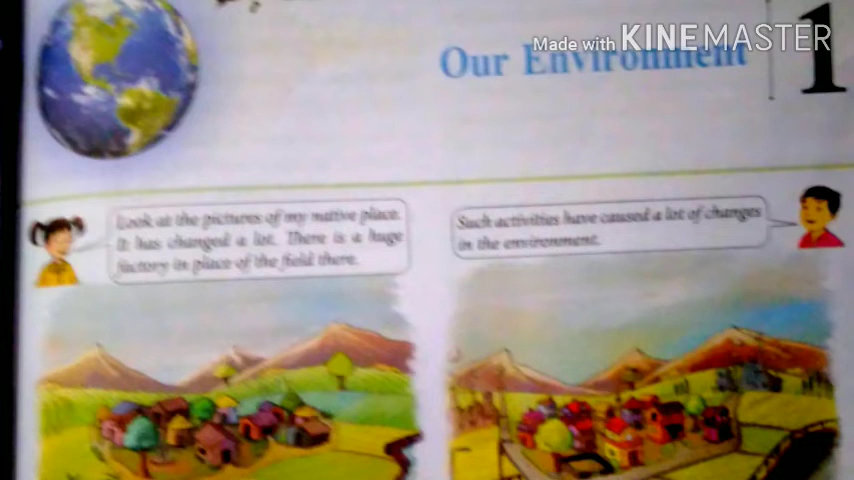 Made with KINEMASTER
Our Environment
1
Look at the pictures of my native place.
It has changed a lot. There is a huge
factory in place of the field there.
Such activities have caused a lot of changes
in the environment.